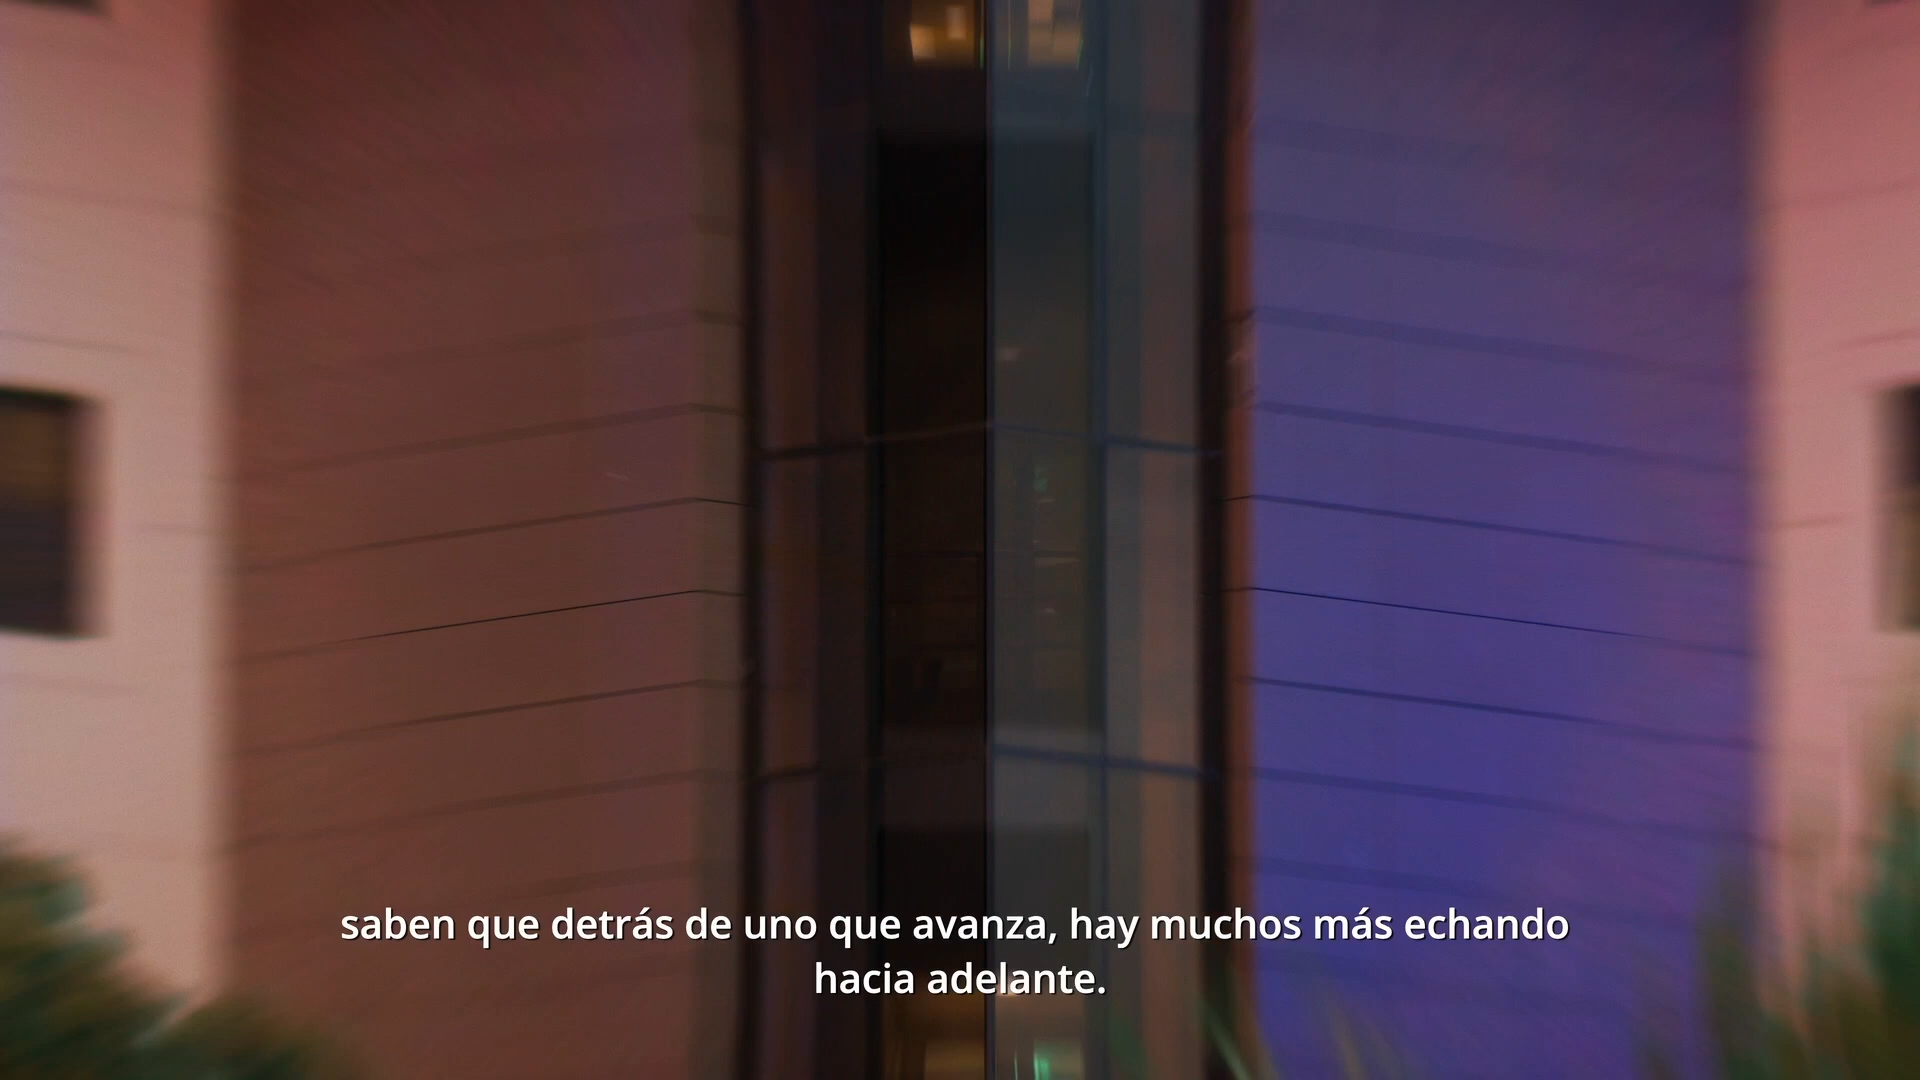 saben que detrás de uno que avanza, hay muchos más echando
hacia adelante.